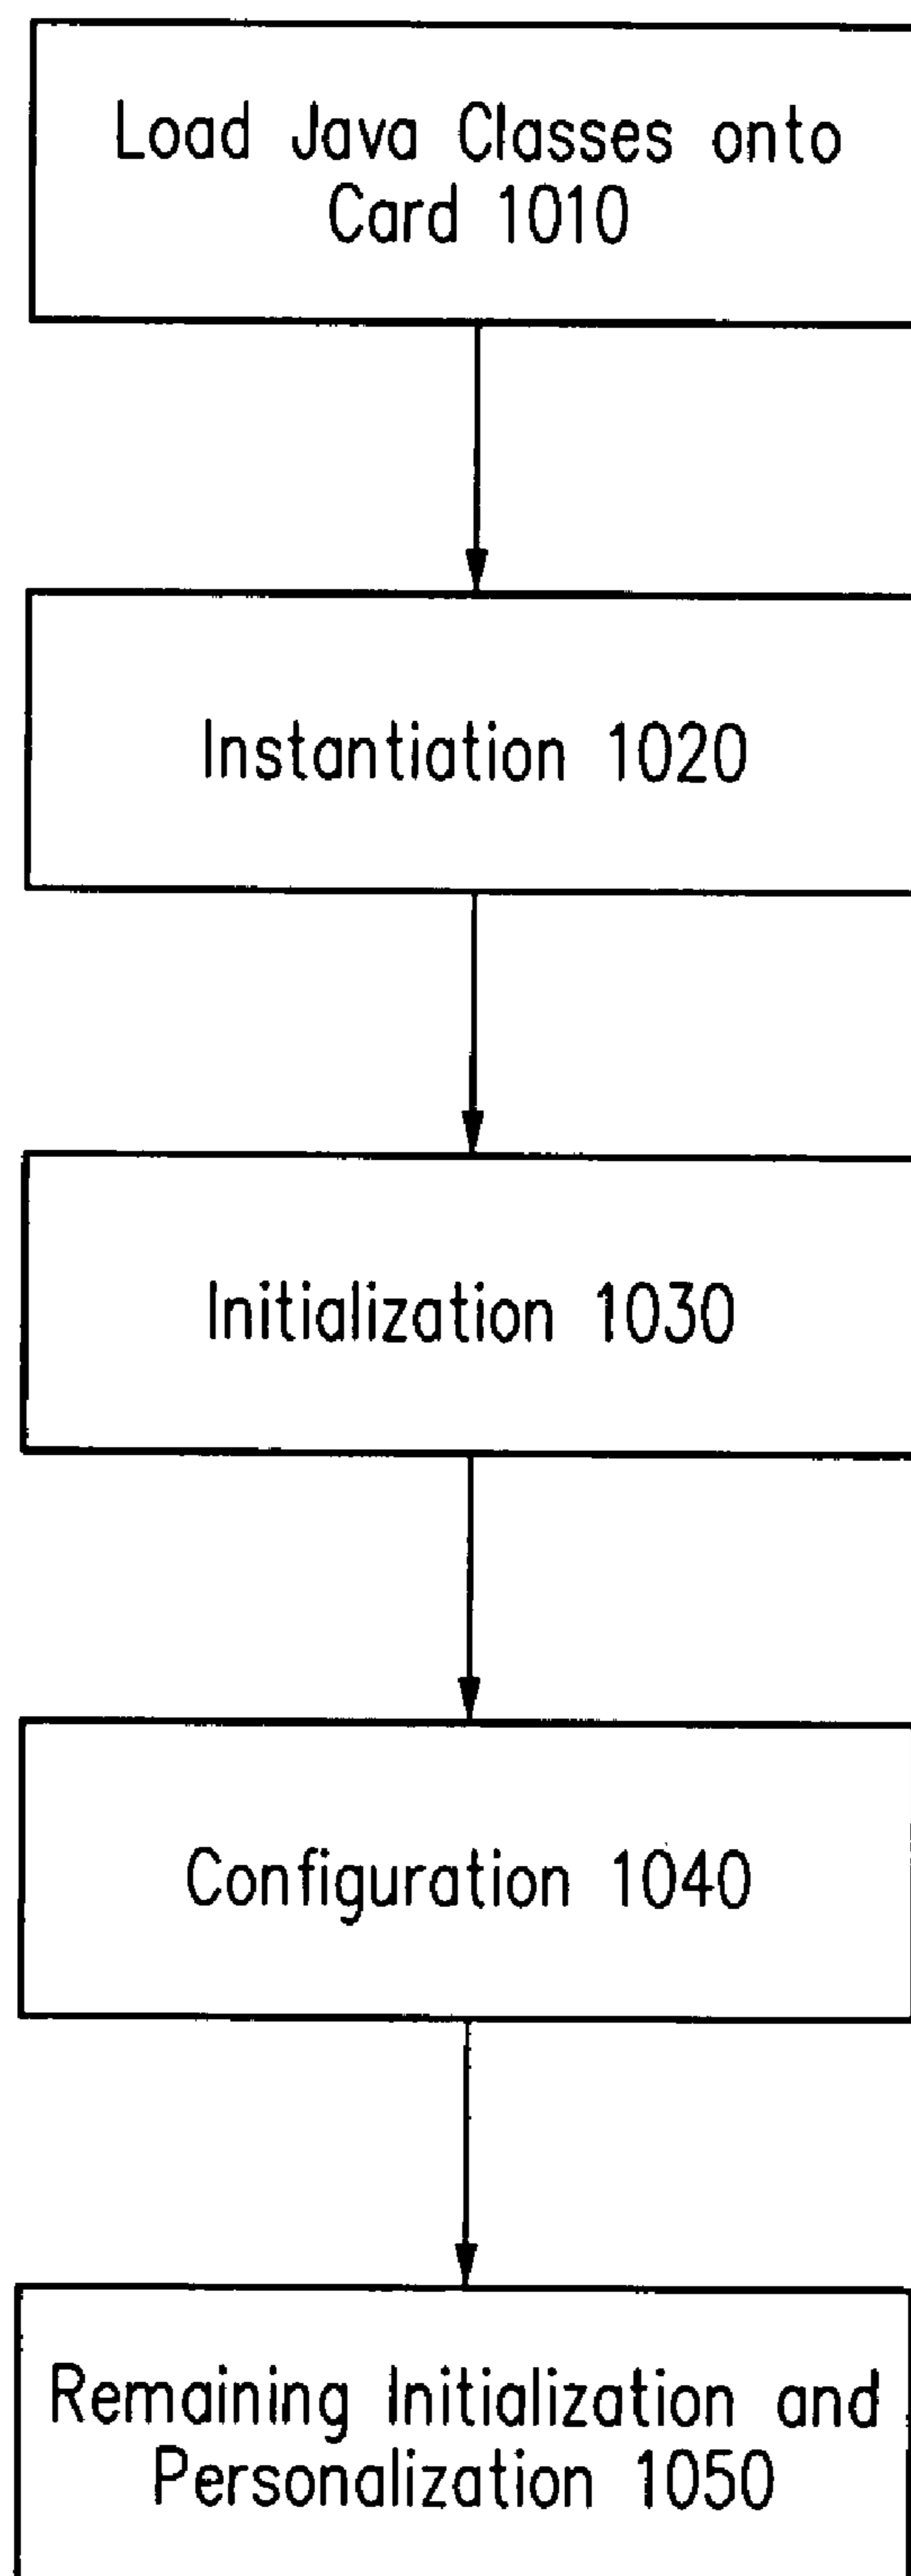 Load Java Classes onto
Card 1010
Instantiation 1020
Initialization 1030
Configuration 1040
Remaining Initialization and
Personalization 1050